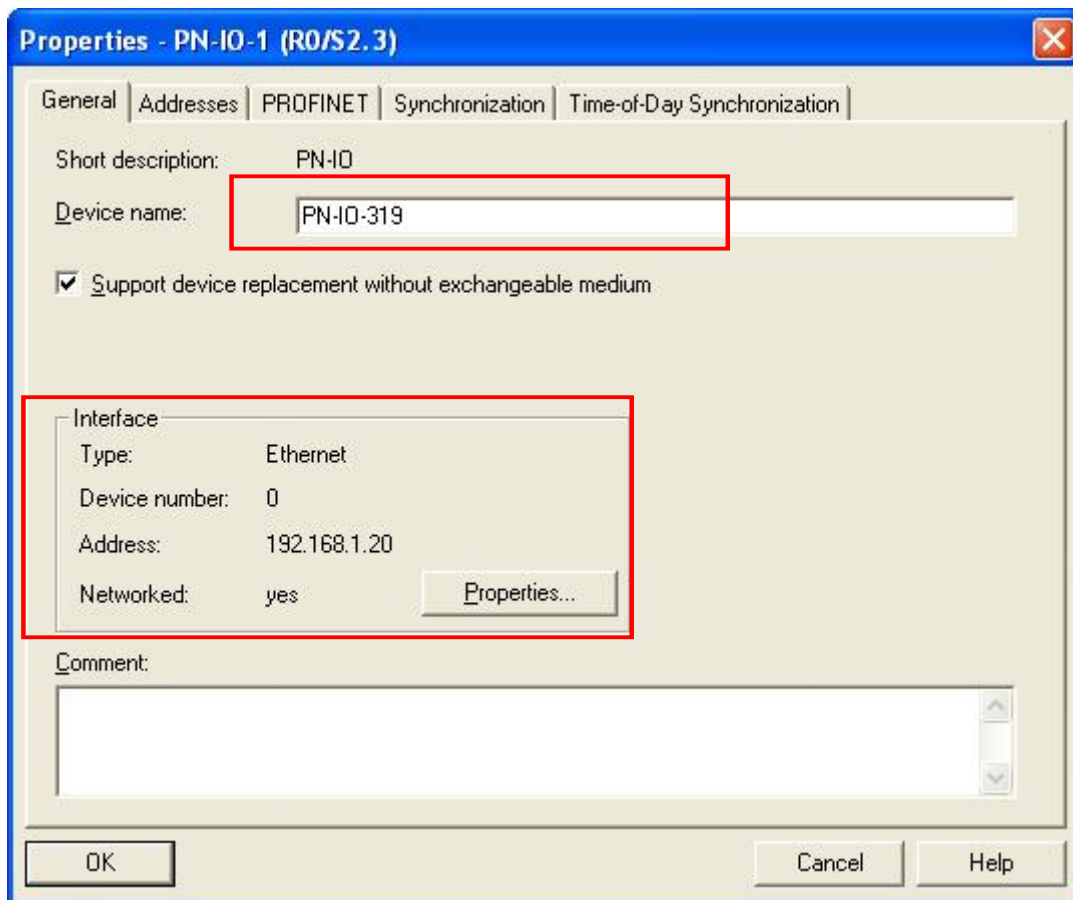 Properties - PN-IO-1 (R0/S2.3)
General Addresses PROFINET Synchronization Time-of-Day Synchronization
Short description: PN-IO
Device name: PN-IO-319
Support device replacement without exchangeable medium
Interface
Type: Ethernet
Device number: 0
Address: 192.168.1.20
Networked: yes Properties...
Comment:
OK Cancel Help